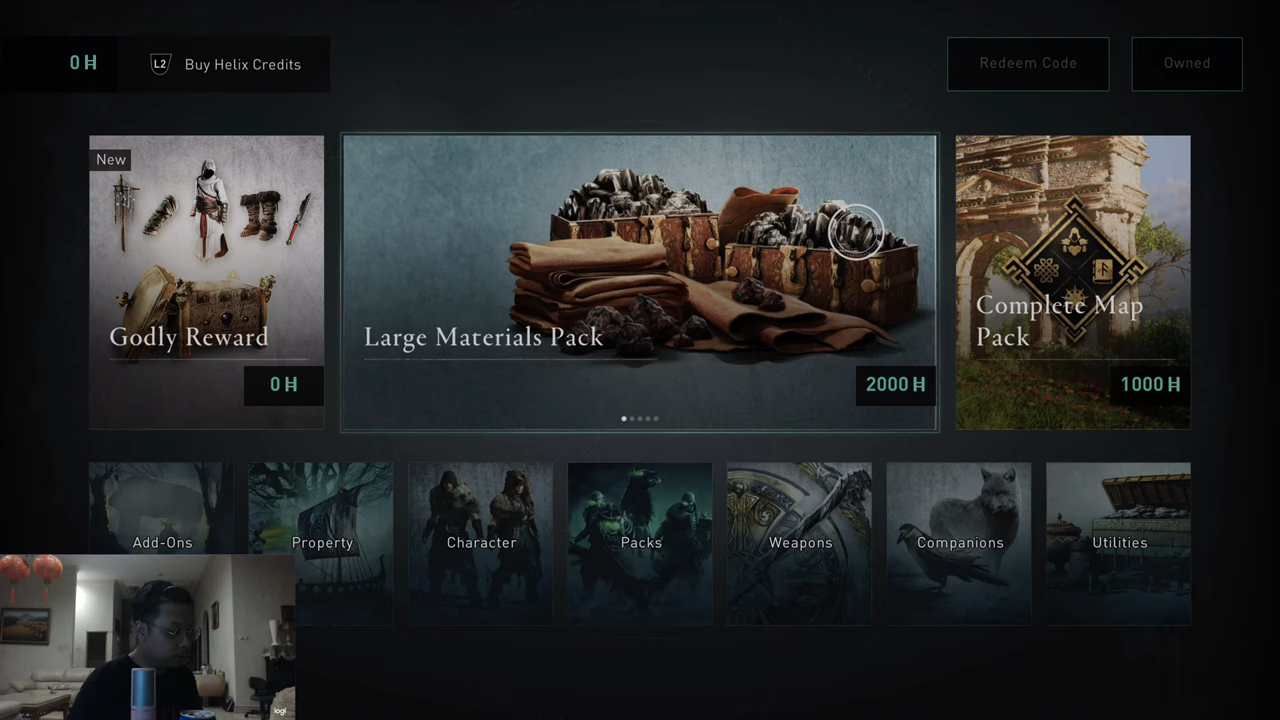 0 H
L2 Buy Helix Credits
Redeem Code
Owned
New
Godly Reward
0 H
Large Materials Pack
2000 H
Complete Map
Pack
1000 H
Add-Ons
Property
Character
Packs
Weapons
Companions
Utilities
logi